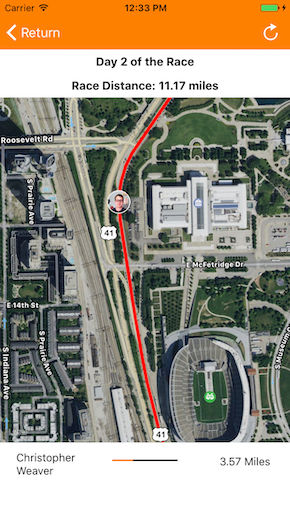 Carrier 12:33 PM
Return
Day 2 of the Race
Race Distance: 11.17 miles
Roosevelt Rd
S Prairie Ave
41
E McFetridge Dr
E 14th St
S Prairie Ave
S Indiana Ave
S Museum C
41
Christopher
Weaver
3.57 Miles